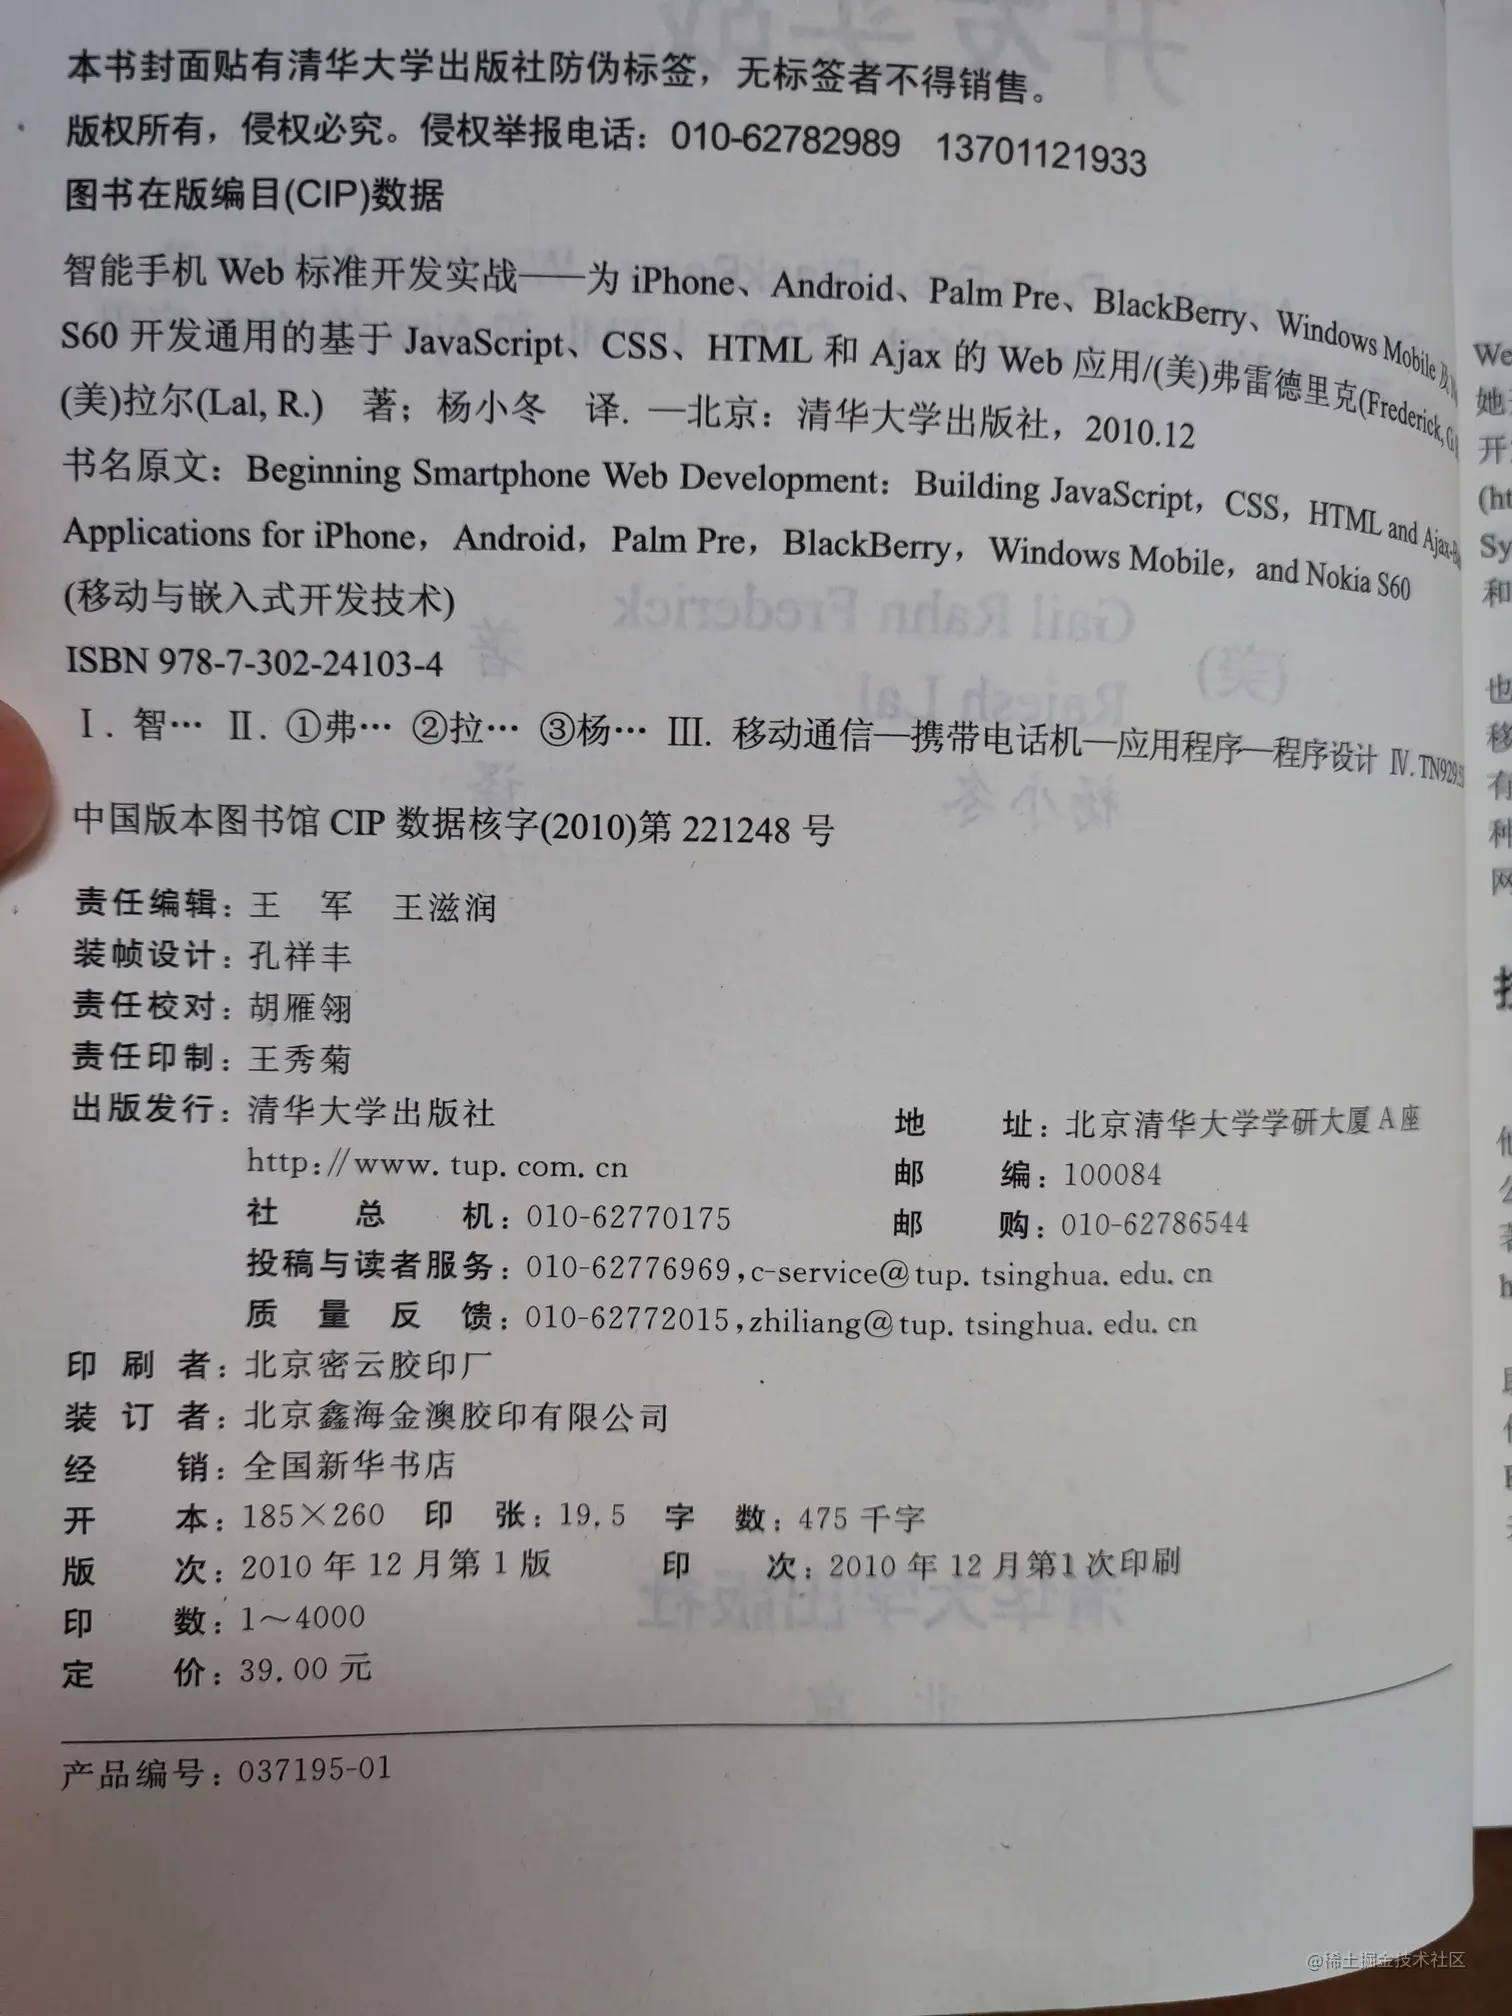 本书封面贴有清华大学出版社防伪标签，无标签者不得销售。
版权所有，侵权必究。侵权举报电话：010-62782989 13701121933
图书在版编目(CIP)数据
智能手机 Web 标准开发实战——为 iPhone、Android、Palm Pre、BlackBerry、Windows Mobile 及
S60 开发通用的基于 JavaScript、CSS、HTML 和 Ajax 的 Web 应用/(美)弗雷德里克(Frederick, G
(美)拉尔(Lal, R.) 著；杨小冬 译. —北京：清华大学出版社，2010.12
书名原文：Beginning Smartphone Web Development：Building JavaScript，CSS，HTML and Ajax-Ba
Applications for iPhone，Android，Palm Pre，BlackBerry，Windows Mobile，and Nokia S60
(移动与嵌入式开发技术)
ISBN 978-7-302-24103-4
Ⅰ. 智… Ⅱ. ①弗… ②拉… ③杨… Ⅲ. 移动通信—携带电话机—应用程序—程序设计 Ⅳ. TN929.5
中国版本图书馆 CIP 数据核字(2010)第 221248 号
责任编辑：王 军 王滋润
装帧设计：孔祥丰
责任校对：胡雁翎
责任印制：王秀菊
出版发行：清华大学出版社 地 址：北京清华大学学研大厦 A 座
http://www.tup.com.cn 邮 编：100084
社 总 机：010-62770175 邮 购：010-62786544
投稿与读者服务：010-62776969,c-service@tup.tsinghua.edu.cn
质 量 反 馈：010-62772015,zhiliang@tup.tsinghua.edu.cn
印 刷 者：北京密云胶印厂
装 订 者：北京鑫海金澳胶印有限公司
经 销：全国新华书店
开 本：185×260 印 张：19.5 字 数：475 千字
版 次：2010 年 12 月第 1 版 印 次：2010 年 12 月第1次印刷
印 数：1～4000
定 价：39.00 元
产品编号：037195-01
@稀土掘金技术社区